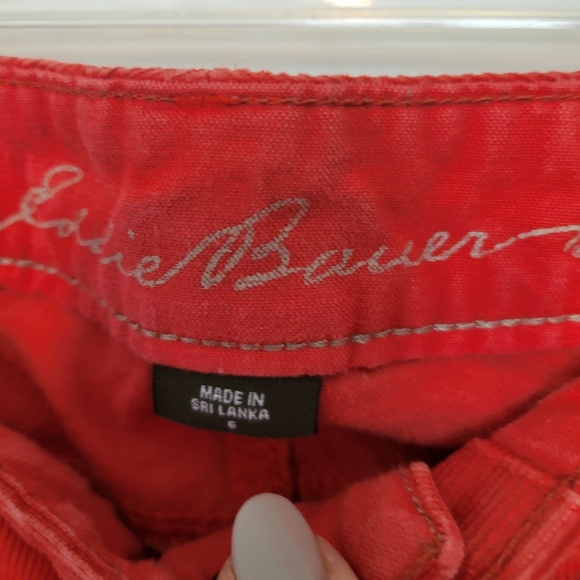 Eddie Bauer
MADE IN
SRI LANKA
6